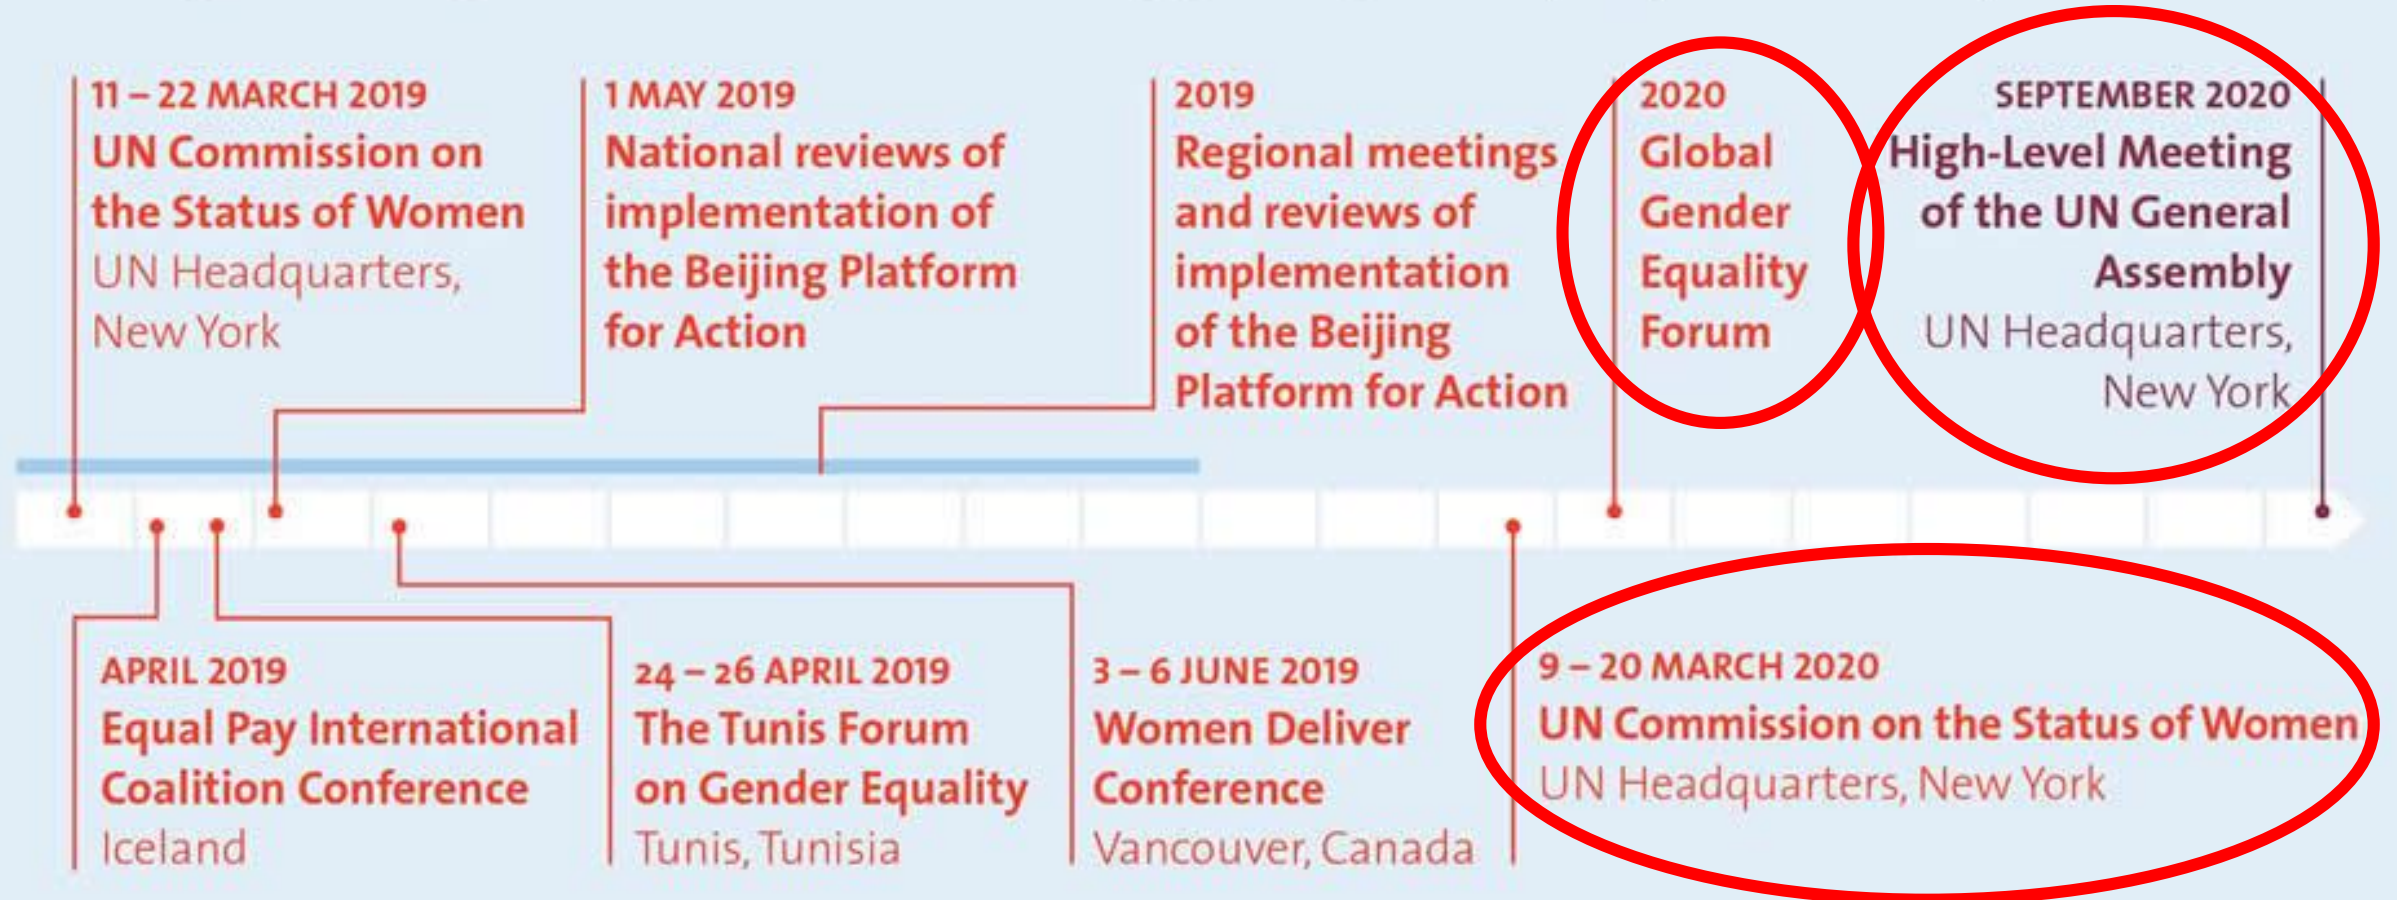 11 – 22 MARCH 2019
UN Commission on
the Status of Women
UN Headquarters,
New York
1 MAY 2019
National reviews of
implementation of
the Beijing Platform
for Action
2019
Regional meetings
and reviews of
implementation
of the Beijing
Platform for Action
2020
Global
Gender
Equality
Forum
SEPTEMBER 2020
High-Level Meeting
of the UN General
Assembly
UN Headquarters,
New York
APRIL 2019
Equal Pay International
Coalition Conference
Iceland
24 – 26 APRIL 2019
The Tunis Forum
on Gender Equality
Tunis, Tunisia
3 – 6 JUNE 2019
Women Deliver
Conference
Vancouver, Canada
9 – 20 MARCH 2020
UN Commission on the Status of Women
UN Headquarters, New York